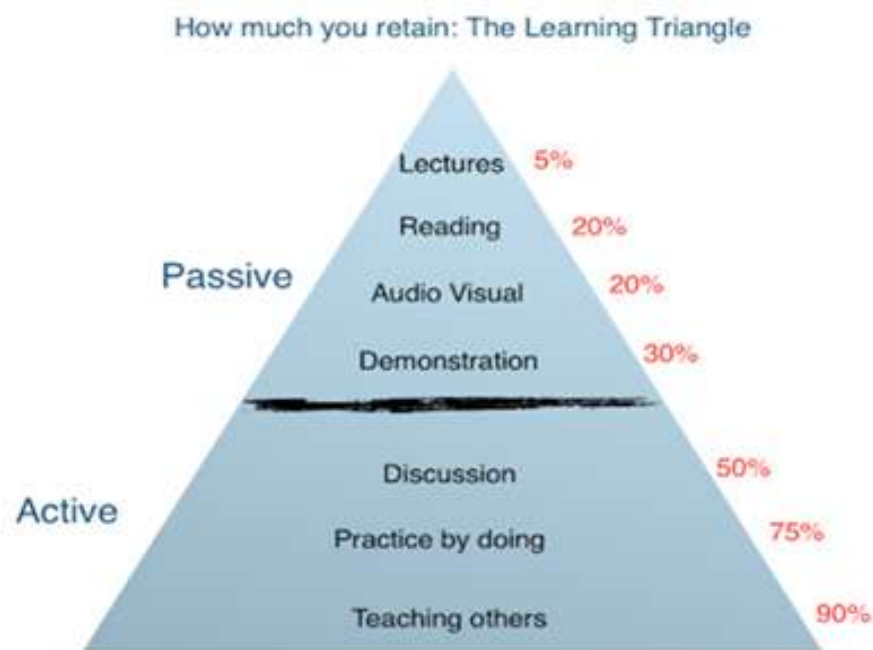 How much you retain: The Learning Triangle
Lectures 5%
Reading 20%
Passive
Audio Visual 20%
Demonstration 30%
Discussion 50%
Active
Practice by doing 75%
Teaching others 90%